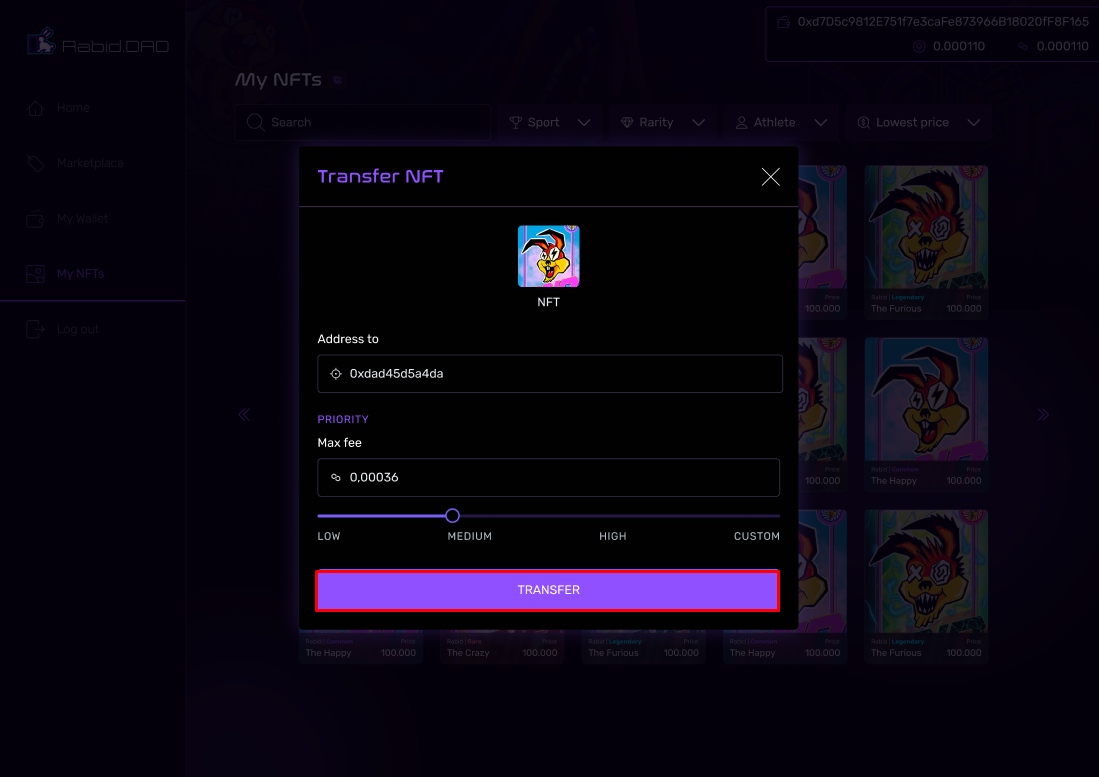 Rabid.DAO
0xd7D5c9812E751f7e3caFe873966B18020fF8F165
0.000110 0.000110
My NFTs
Home
Marketplace
My Wallet
My NFTs
Log out
Search Sport Rarity Athlete Lowest price
Transfer NFT
NFT
Address to
0xdad45d5a4da
PRIORITY
Max fee
0,00036
LOW MEDIUM HIGH CUSTOM
TRANSFER
Price Rabid | Legendary Price
100.000 The Furious 100.000
Price Rabid | Common Price
100.000 The Happy 100.000
Rabid | Common Price Rabid | Rare Price Rabid | Legendary Price Rabid | Common Price Rabid | Legendary Price
The Happy 100.000 The Crazy 100.000 The Furious 100.000 The Happy 100.000 The Furious 100.000